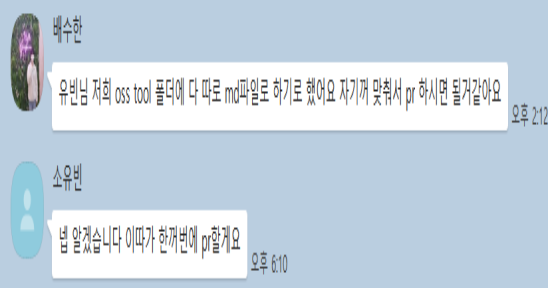 배수한
유빈님 저희 oss tool 폴더에 다 따로 md파일로 하기로 했어요 자기꺼 맞춰서 pr 하시면 될거같아요
오후 2:12
소유빈
넵 알겠습니다 이따가 한꺼번에 pr할게요
오후 6:10